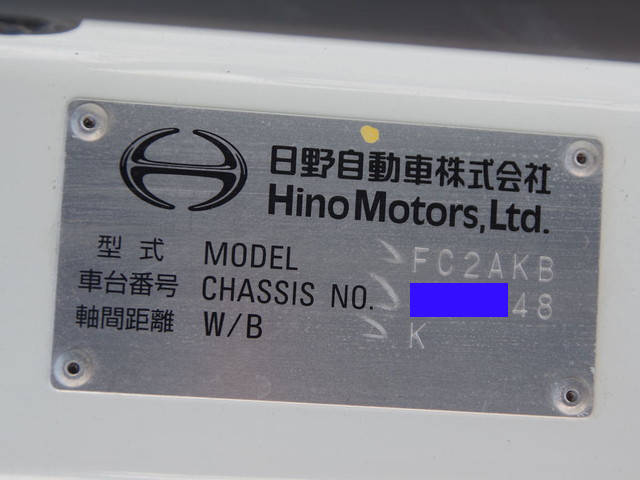 日野自動車株式会社
Hino Motors, Ltd.
型式 MODEL FC2AKB
車台番号 CHASSIS NO. 48
軸間距離 W/B K